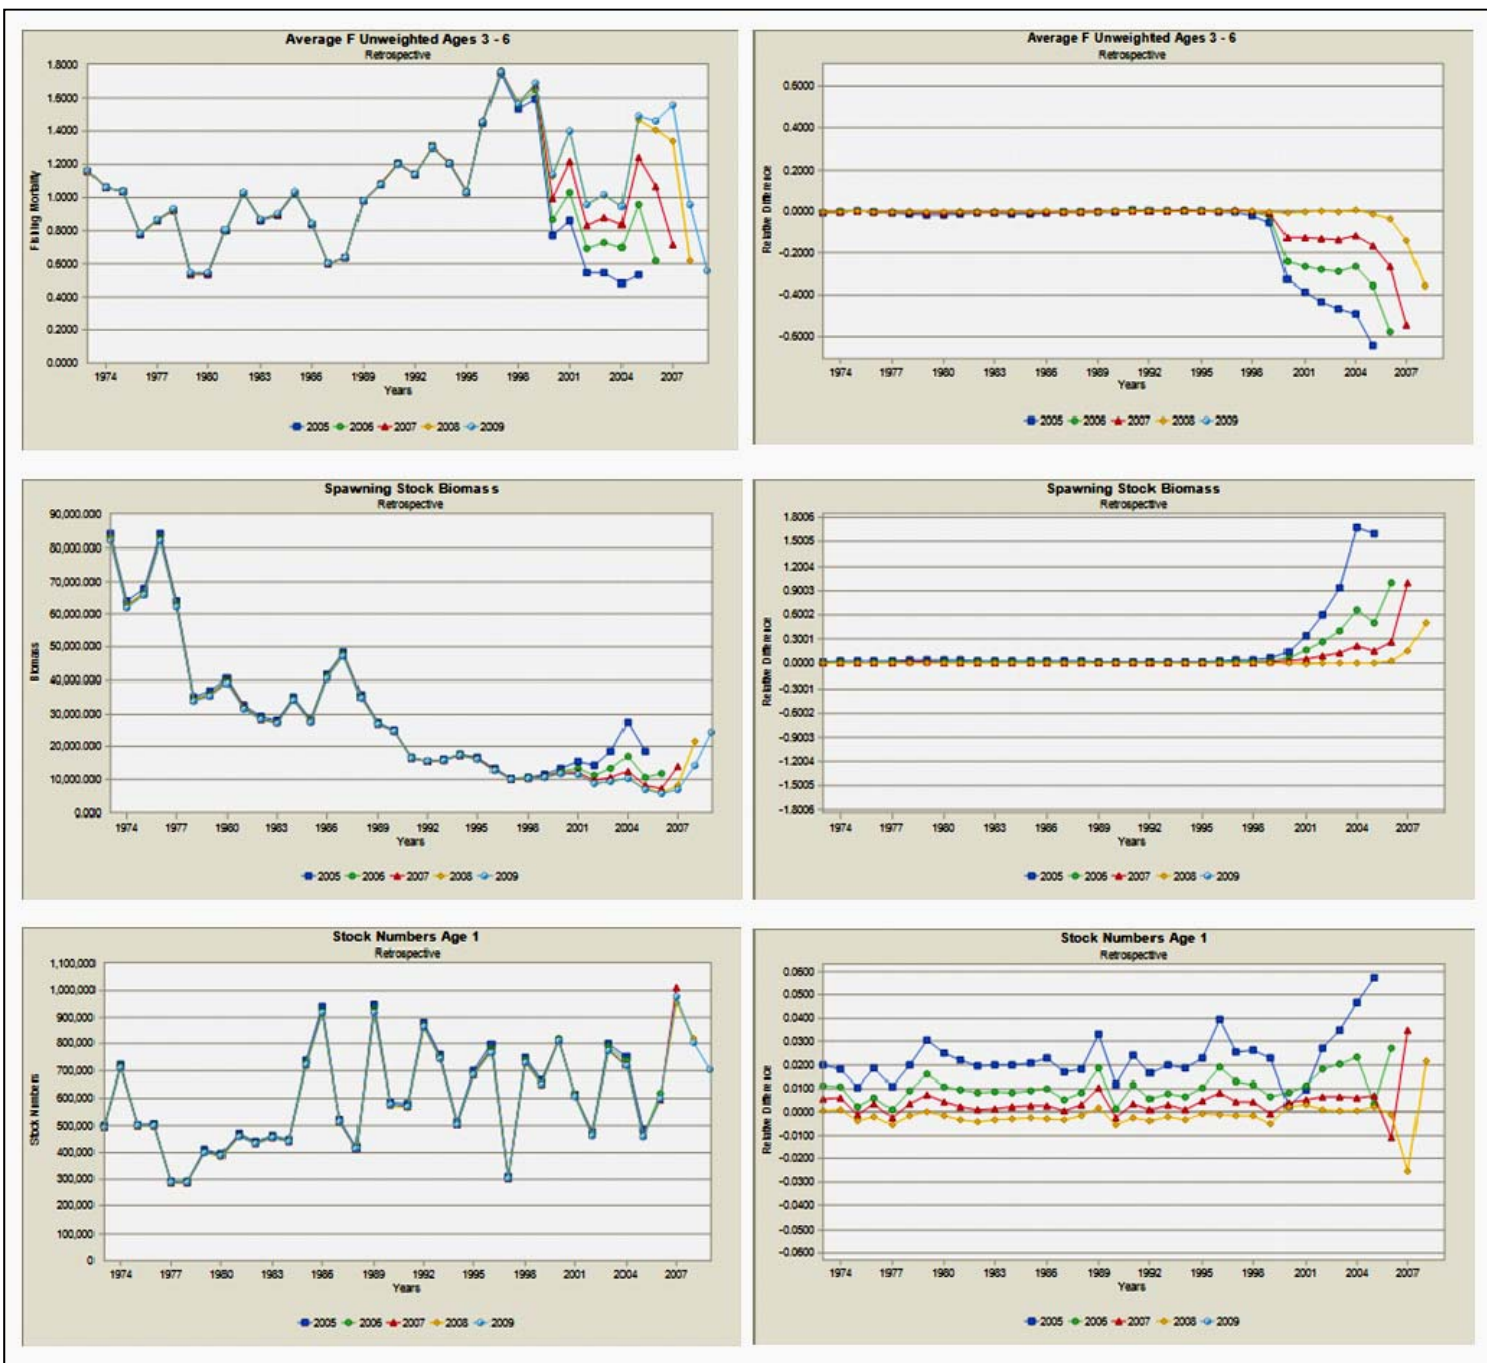 Average F Unweighted Ages 3 - 6
Retrospective
Fishing Mortality
1.8000
1.6000
1.4000
1.2000
1.0000
0.8000
0.6000
0.4000
0.2000
0.0000
1974 1977 1980 1983 1986 1989 1992 1995 1998 2001 2004 2007
Years
2005 2006 2007 2008 2009
Average F Unweighted Ages 3 - 6
Retrospective
Relative Difference
0.6000
0.4000
0.2000
0.0000
-0.2000
-0.4000
-0.6000
1974 1977 1980 1983 1986 1989 1992 1995 1998 2001 2004 2007
Years
2005 2006 2007 2008 2009
Spawning Stock Biomass
Retrospective
Biomass
90,000.000
80,000.000
70,000.000
60,000.000
50,000.000
40,000.000
30,000.000
20,000.000
10,000.000
0.000
1974 1977 1980 1983 1986 1989 1992 1995 1998 2001 2004 2007
Years
2005 2006 2007 2008 2009
Spawning Stock Biomass
Retrospective
Relative Difference
1.8006
1.5005
1.2004
0.9003
0.6002
0.3001
0.0000
-0.3001
-0.6002
-0.9003
-1.2004
-1.5005
-1.8006
1974 1977 1980 1983 1986 1989 1992 1995 1998 2001 2004 2007
Years
2005 2006 2007 2008 2009
Stock Numbers Age 1
Retrospective
Stock Numbers
1,100,000
1,000,000
900,000
800,000
700,000
600,000
500,000
400,000
300,000
200,000
100,000
0
1974 1977 1980 1983 1986 1989 1992 1995 1998 2001 2004 2007
Years
2005 2006 2007 2008 2009
Stock Numbers Age 1
Retrospective
Relative Difference
0.0600
0.0500
0.0400
0.0300
0.0200
0.0100
0.0000
-0.0100
-0.0200
-0.0300
-0.0400
-0.0500
-0.0600
1974 1977 1980 1983 1986 1989 1992 1995 1998 2001 2004 2007
Years
2005 2006 2007 2008 2009